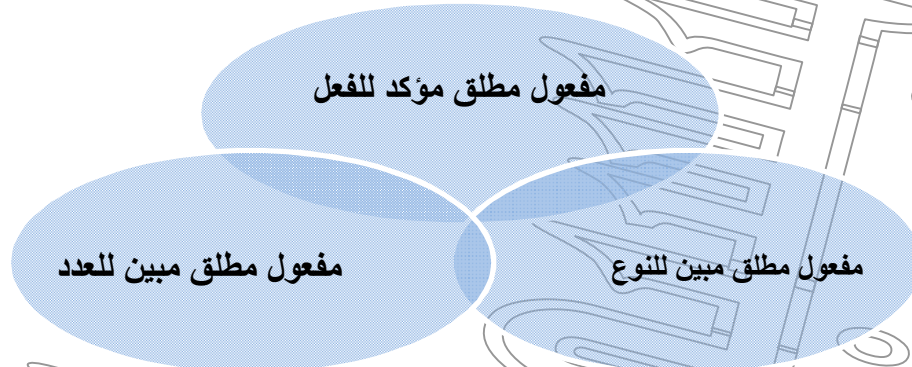 مفعول مطلق مؤكد للفعل
مفعول مطلق مبين للنوع
مفعول مطلق مبين للعدد